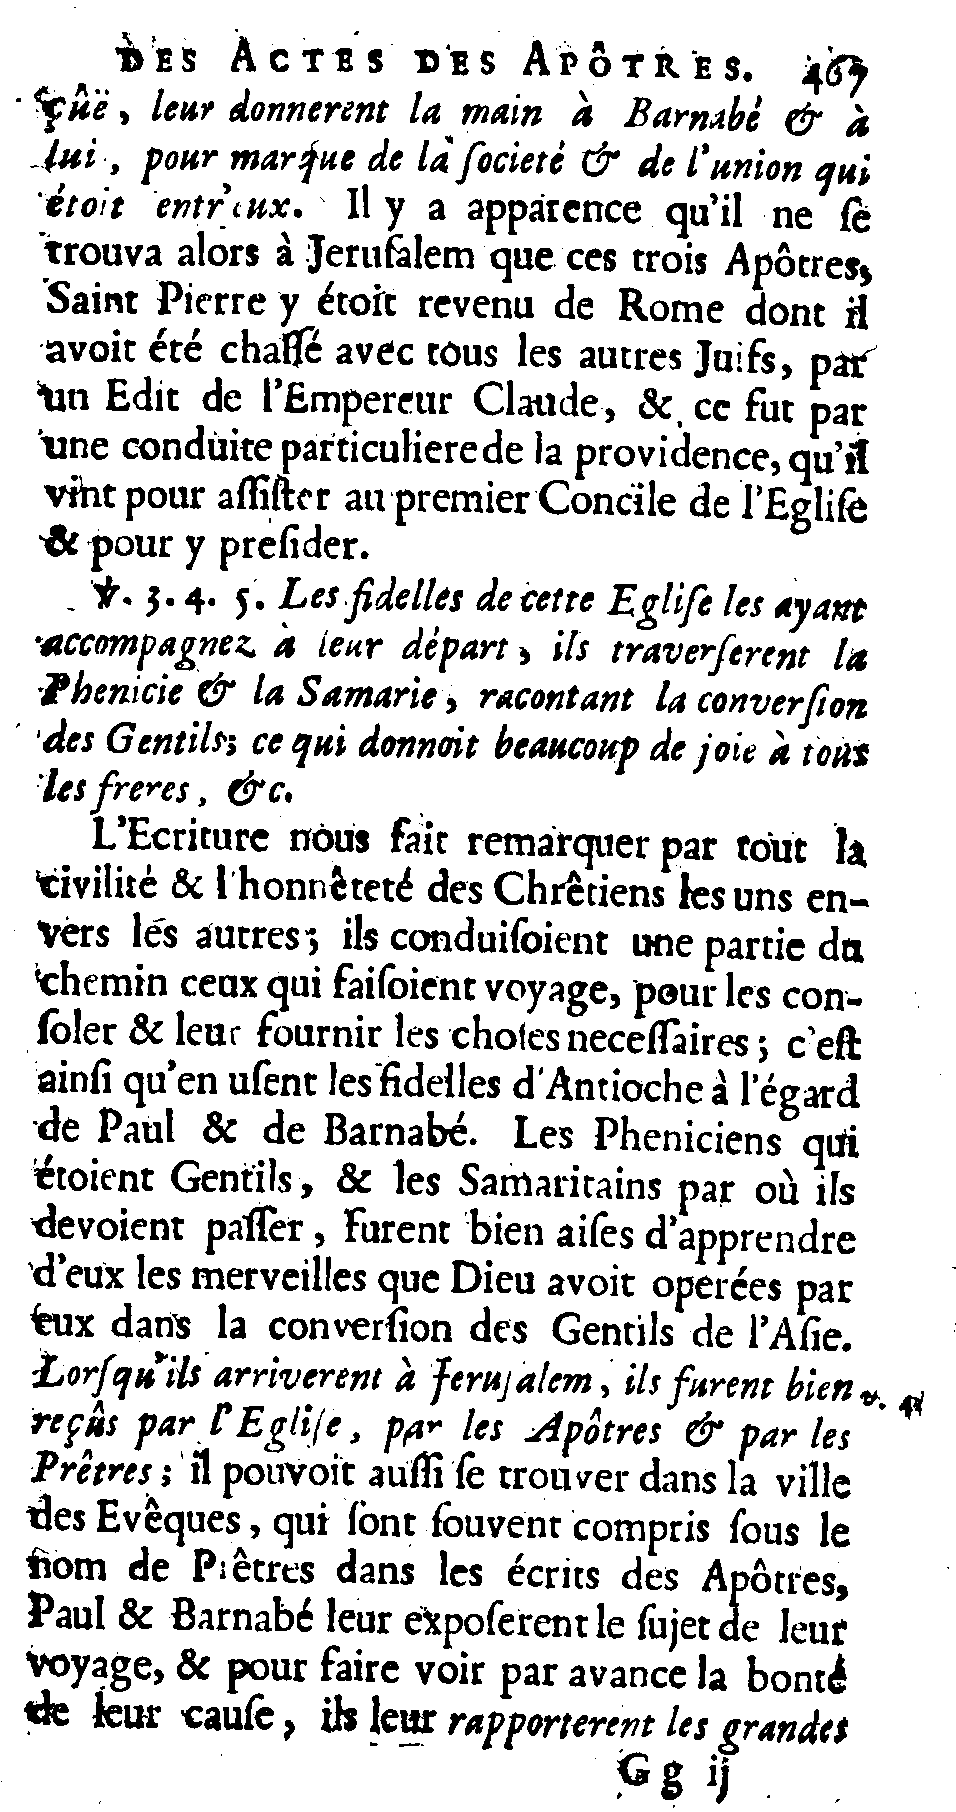 DES ACTES DES APÔTRES. 467
çûë, leur donnerent la main à Barnabé & à
lui, pour marque de la ſocieté & de l'union qui
étoit entr'eux. Il y a apparence qu'il ne ſe
trouva alors à Jeruſalem que ces trois Apôtres,
Saint Pierre y étoit revenu de Rome dont il
avoit été chaſſé avec tous les autres Juifs, par
un Edit de l'Empereur Claude, & ce fut par
une conduite particuliere de la providence, qu'il
vint pour aſſiſter au premier Concile de l'Egliſe
& pour y preſider.
℣. 3. 4. 5. Les fidelles de cette Egliſe les ayant
accompagnez à leur départ, ils traverſerent la
Phenicie & la Samarie, racontant la converſion
des Gentils; ce qui donnoit beaucoup de joie à tous
les freres, &c.
L'Ecriture nous fait remarquer par tout la
civilité & l'honnêteté des Chrêtiens les uns en-
vers les autres; ils conduiſoient une partie du
chemin ceux qui faiſoient voyage, pour les con-
ſoler & leur fournir les choſes neceſſaires; c'eſt
ainſi qu'en uſent les fidelles d'Antioche à l'égard
de Paul & de Barnabé. Les Pheniciens qui
étoient Gentils, & les Samaritains par où ils
devoient paſſer, furent bien aiſes d'apprendre
d'eux les merveilles que Dieu avoit operées par
eux dans la converſion des Gentils de l'Aſie.
Lorſqu'ils arriverent à Jeruſalem, ils furent bien ℣. 4.
reçûs par l'Egliſe, par les Apôtres & par les
Prêtres; il pouvoit auſſi ſe trouver dans la ville
des Evêques, qui ſont ſouvent compris ſous le
nom de Prêtres dans les écrits des Apôtres,
Paul & Barnabé leur expoſerent le ſujet de leur
voyage, & pour faire voir par avance la bonté
de leur cauſe, ils leur rapporterent les grandes
Gg ij